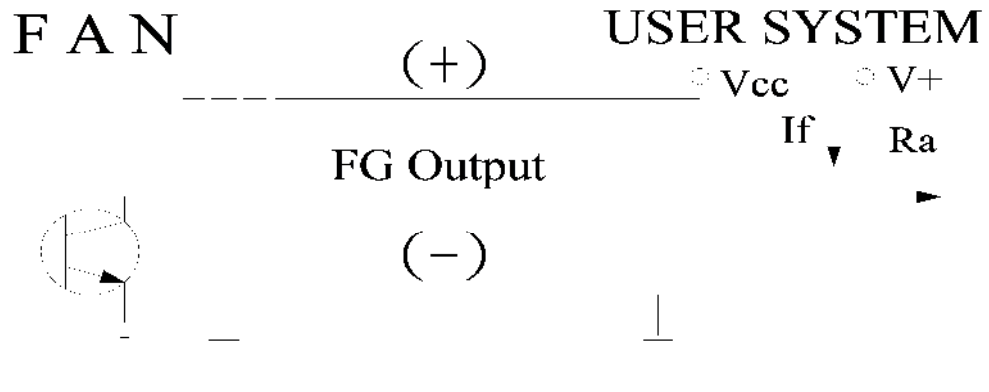 F A N
USER SYSTEM
(+)
Vcc
V+
If
Ra
FG Output
(−)